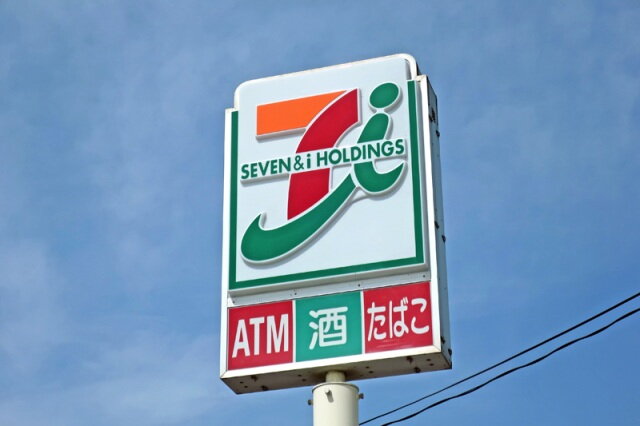 SEVEN & i HOLDINGS
ATM 酒 たばこ